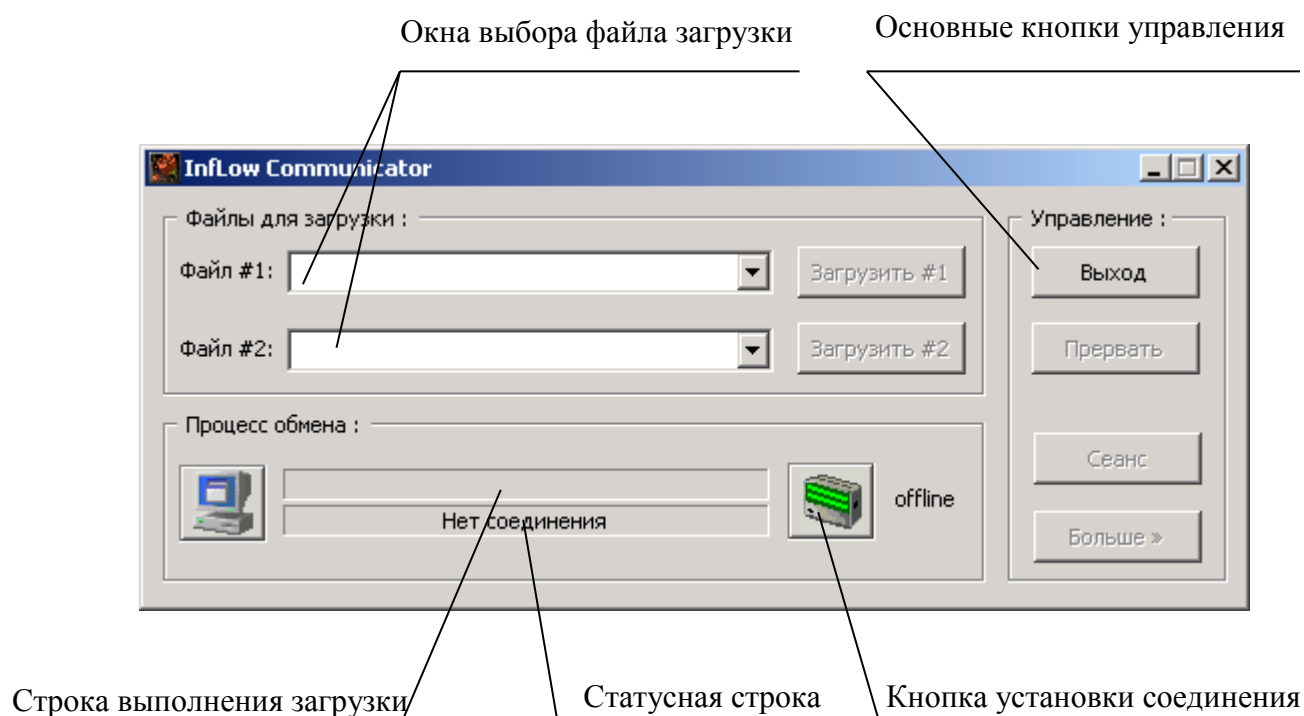 Окна выбора файла загрузки
Основные кнопки управления
InfLow Communicator
Файлы для загрузки :
Файл #1:
Загрузить #1
Файл #2:
Загрузить #2
Управление :
Выход
Прервать
Сеанс
Больше »
Процесс обмена :
Нет соединения
offline
Строка выполнения загрузки
Статусная строка
Кнопка установки соединения